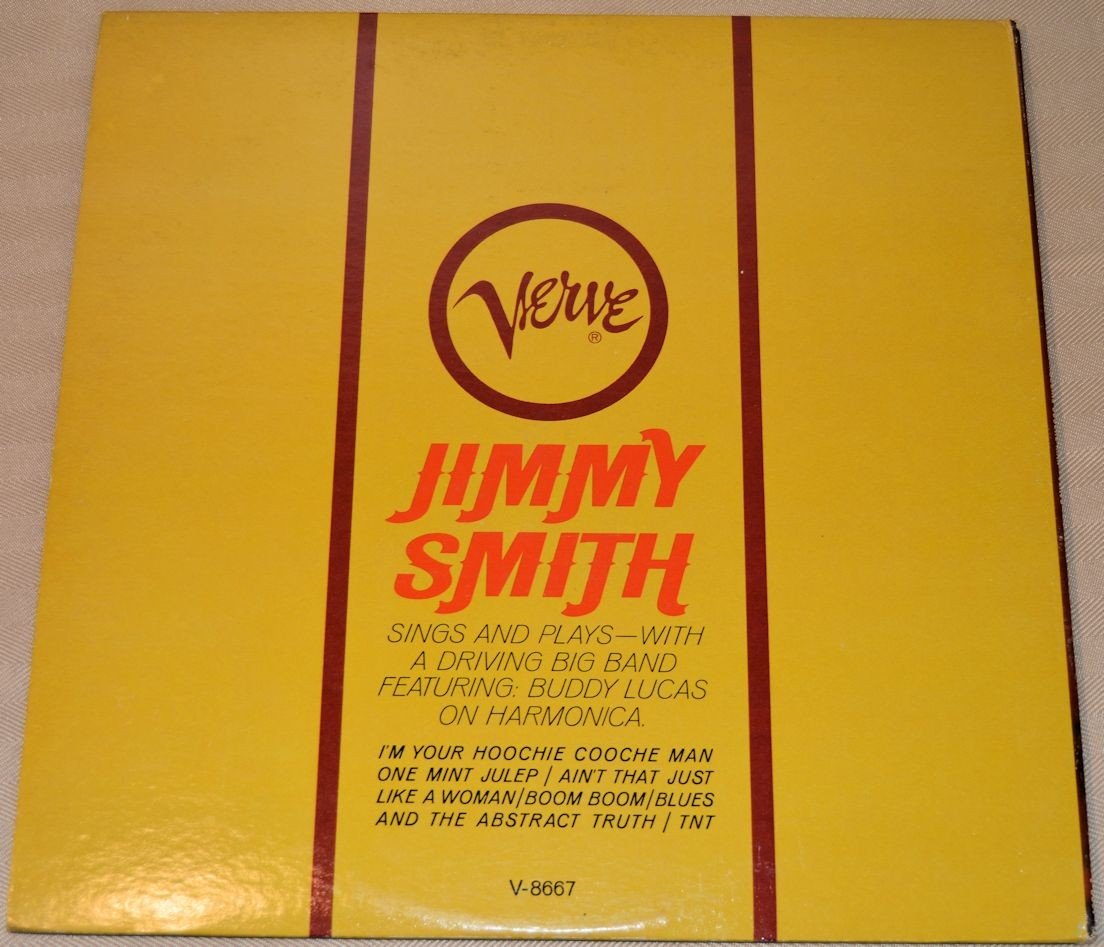 Verve
®
JIMMY
SMITH
SINGS AND PLAYS—WITH
A DRIVING BIG BAND
FEATURING: BUDDY LUCAS
ON HARMONICA.
I'M YOUR HOOCHIE COOCHE MAN
ONE MINT JULEP / AIN'T THAT JUST
LIKE A WOMAN/BOOM BOOM/BLUES
AND THE ABSTRACT TRUTH / TNT
V-8667